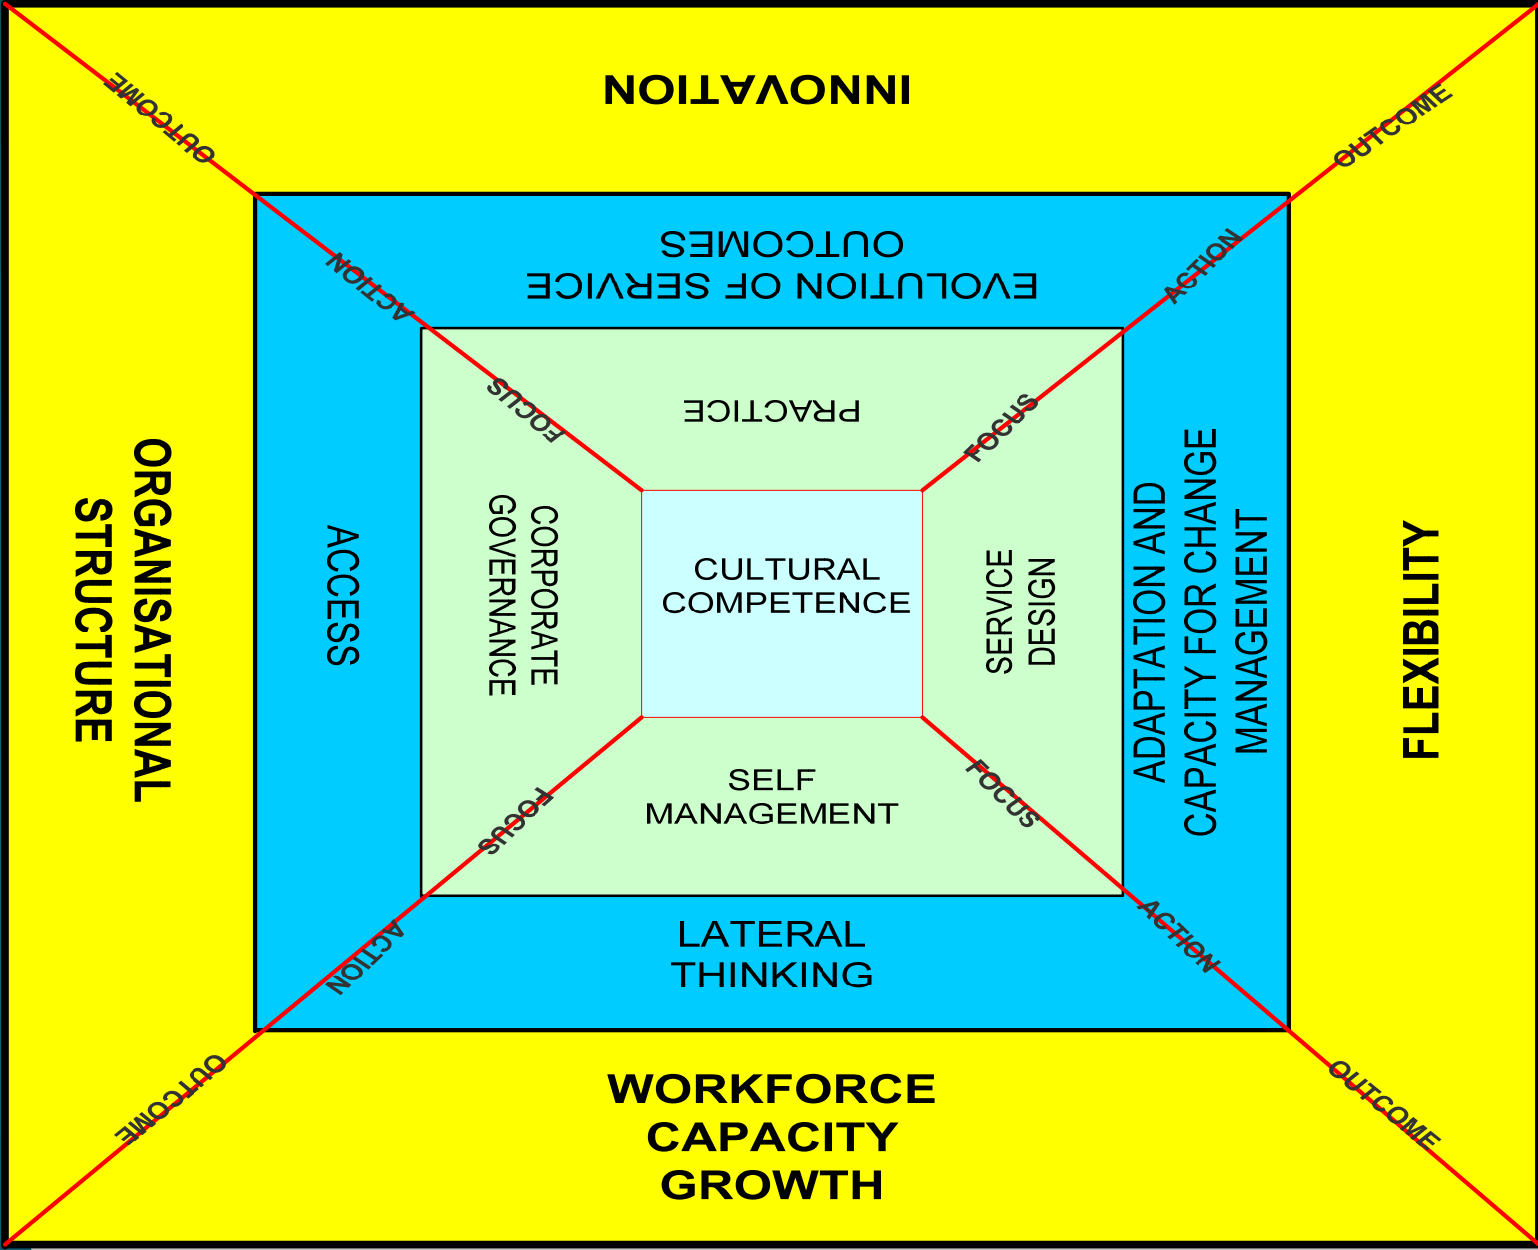 INNOVATION
EVOLUTION OF SERVICE
OUTCOMES
PRACTICE
OUTCOME
ACTION
FOCUS
OUTCOME
ACTION
FOCUS
ORGANISATIONAL
STRUCTURE
ACCESS
CORPORATE
GOVERNANCE
CULTURAL
COMPETENCE
SERVICE
DESIGN
ADAPTATION AND
CAPACITY FOR CHANGE
MANAGEMENT
FLEXIBILITY
SELF
MANAGEMENT
FOCUS
ACTION
OUTCOME
FOCUS
ACTION
OUTCOME
LATERAL
THINKING
WORKFORCE
CAPACITY
GROWTH